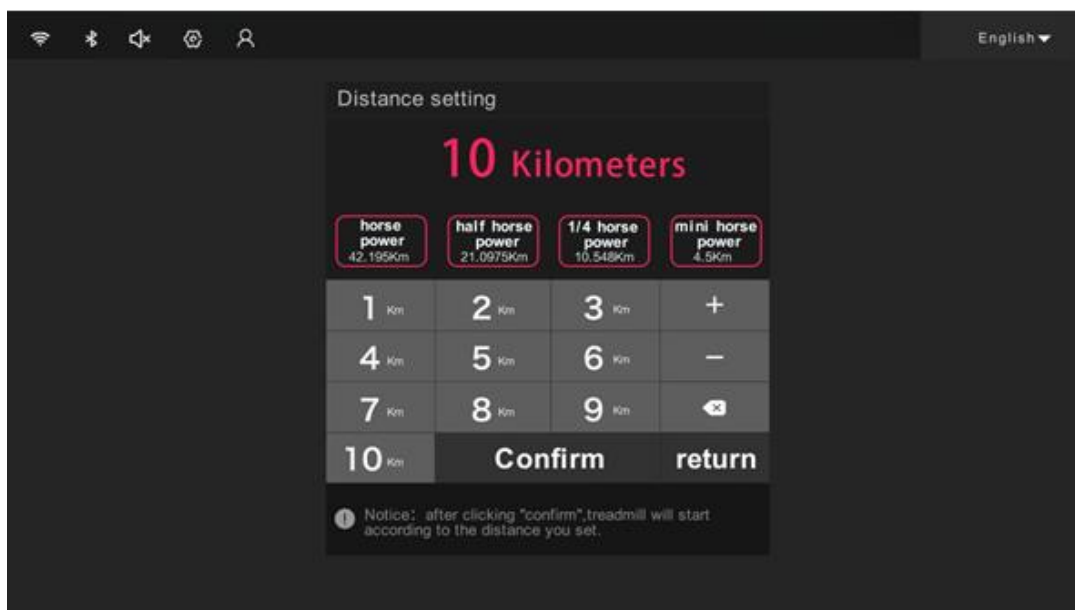 English
Distance setting
10 Kilometers
horse power 42.195Km
half horse power 21.0975Km
1/4 horse power 10.548Km
mini horse power 4.5Km
1 Km 2 Km 3 Km +
4 Km 5 Km 6 Km −
7 Km 8 Km 9 Km
10 Km Confirm return
Notice: after clicking "confirm",treadmill will start
according to the distance you set.